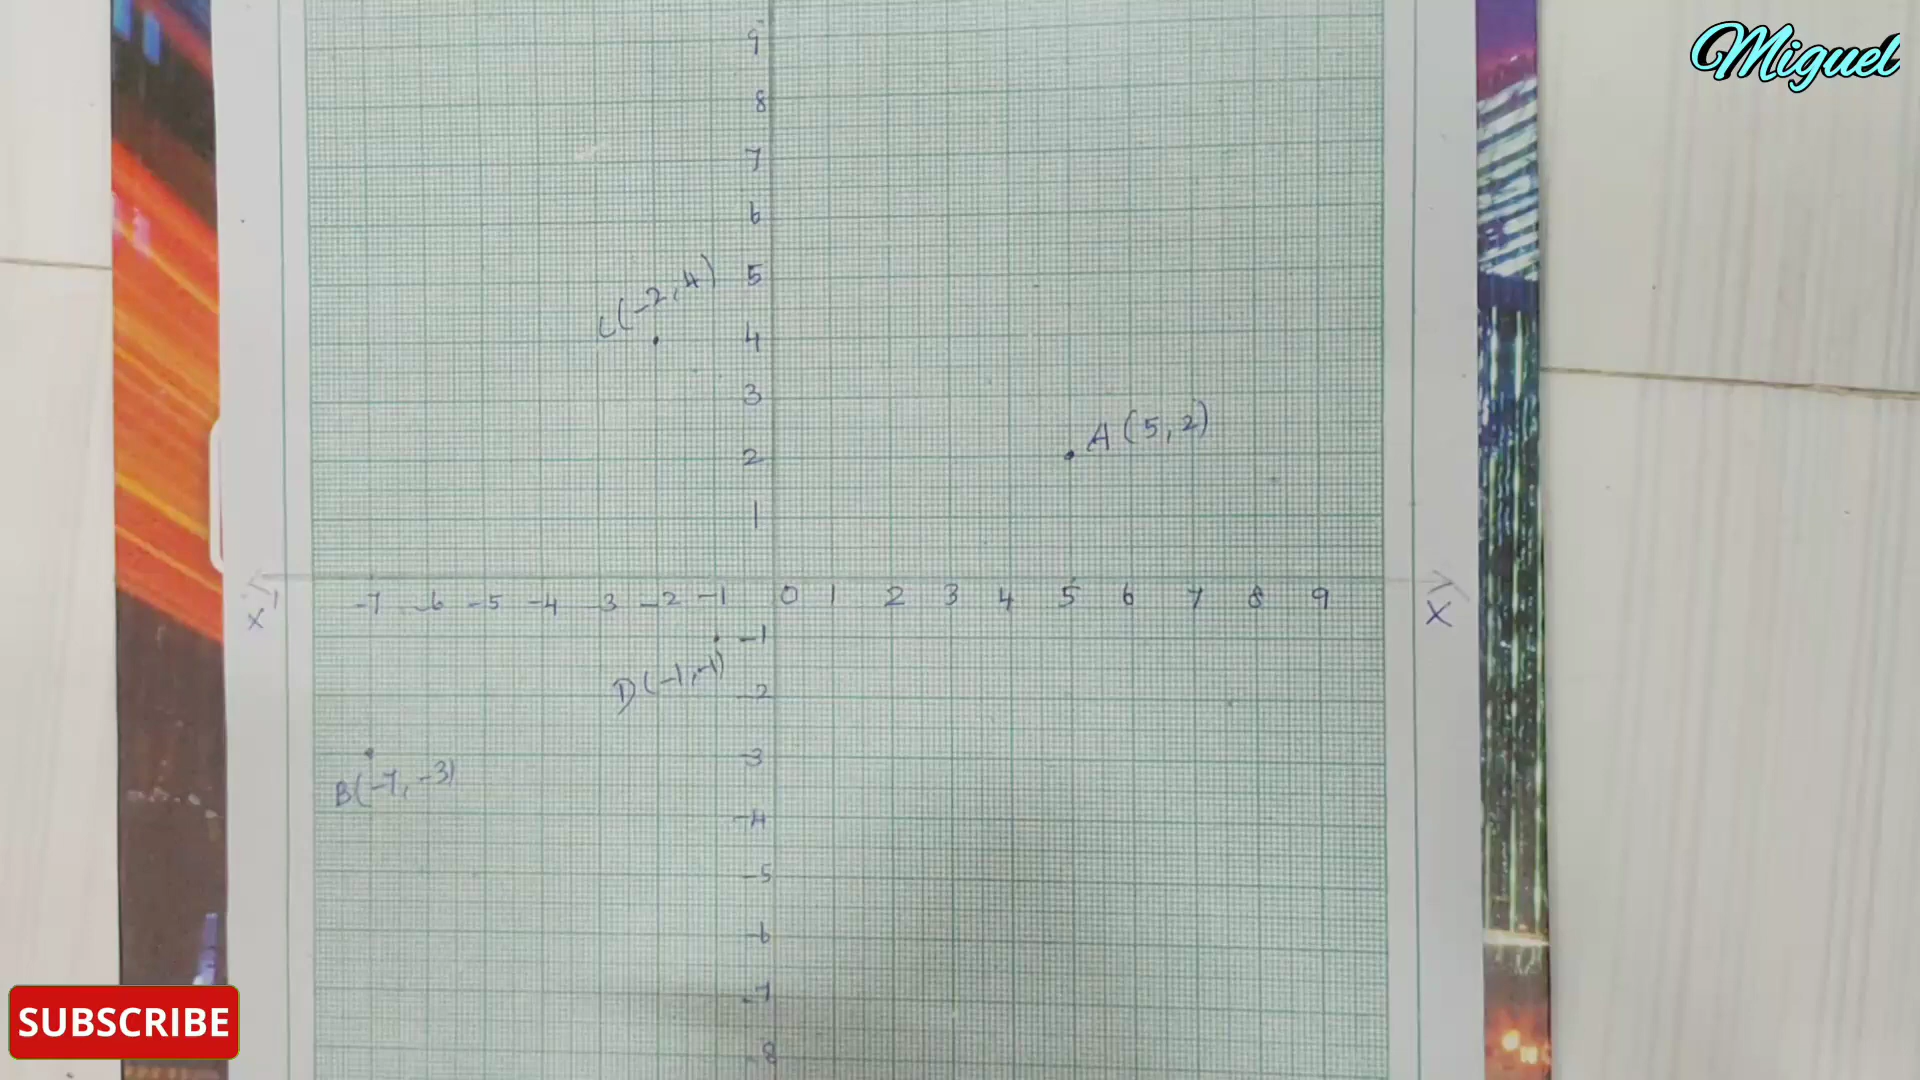 Miguel
9
8
7
6
5
C(-2,4)
4
3
A(5,2)
2
1
-7 -6 -5 -4 -3 -2 -1 0 1 2 3 4 5 6 7 8 9
X' X
-1
D(-1,-1)
-2
-3
B(-7,-3)
-4
-5
-6
-7
-8
SUBSCRIBE